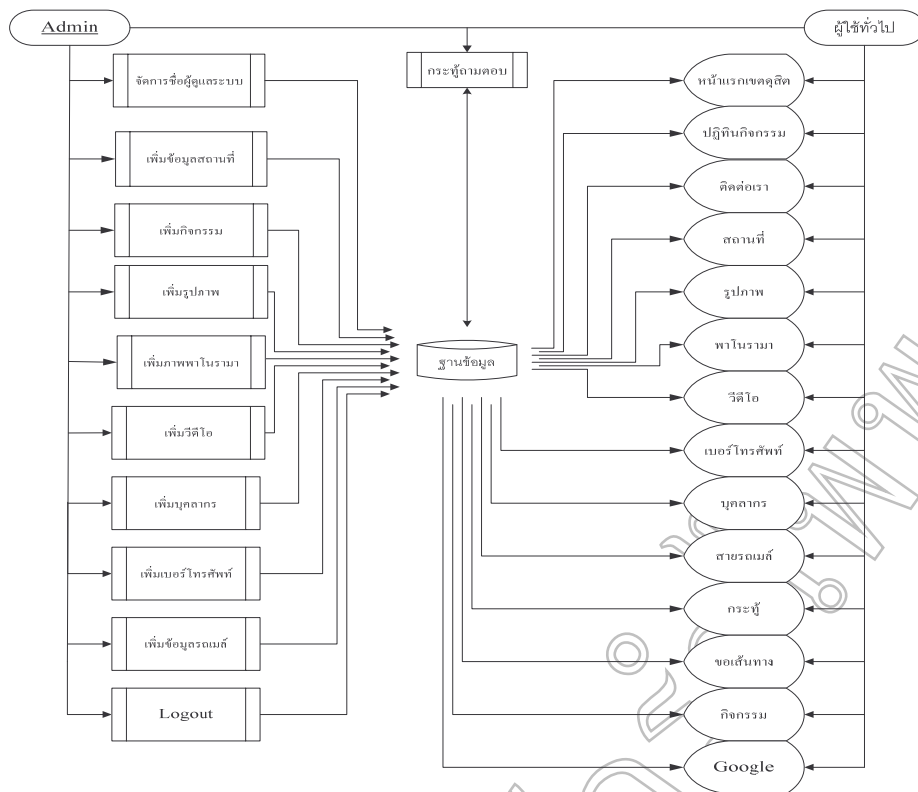 Admin
ผู้ใช้ทั่วไป
กระทู้ถามตอบ
จัดการชื่อผู้ดูแลระบบ
เพิ่มข้อมูลสถานที่
เพิ่มกิจกรรม
เพิ่มรูปภาพ
เพิ่มภาพพาโนรามา
เพิ่มวีดีโอ
เพิ่มบุคลากร
เพิ่มเบอร์โทรศัพท์
เพิ่มข้อมูลรถเมล์
Logout
ฐานข้อมูล
หน้าแรกเขตดุสิต
ปฏิทินกิจกรรม
ติดต่อเรา
สถานที่
รูปภาพ
พาโนรามา
วีดีโอ
เบอร์โทรศัพท์
บุคลากร
สายรถเมล์
กระทู้
ขอเส้นทาง
กิจกรรม
Google